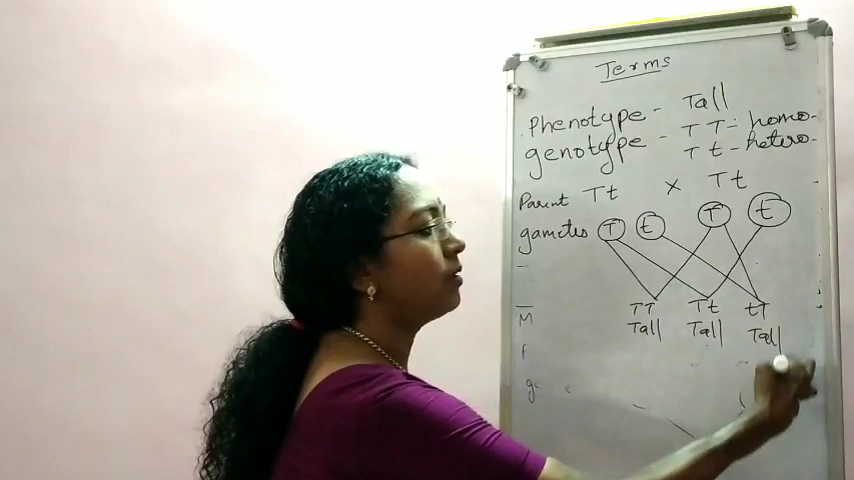 Terms
Phenotype - Tall
genotype - TT - homo-
Tt - hetero-
Parent Tt x Tt
gametes T t T t
TT Tt tT
Tall Tall Tall
M
f